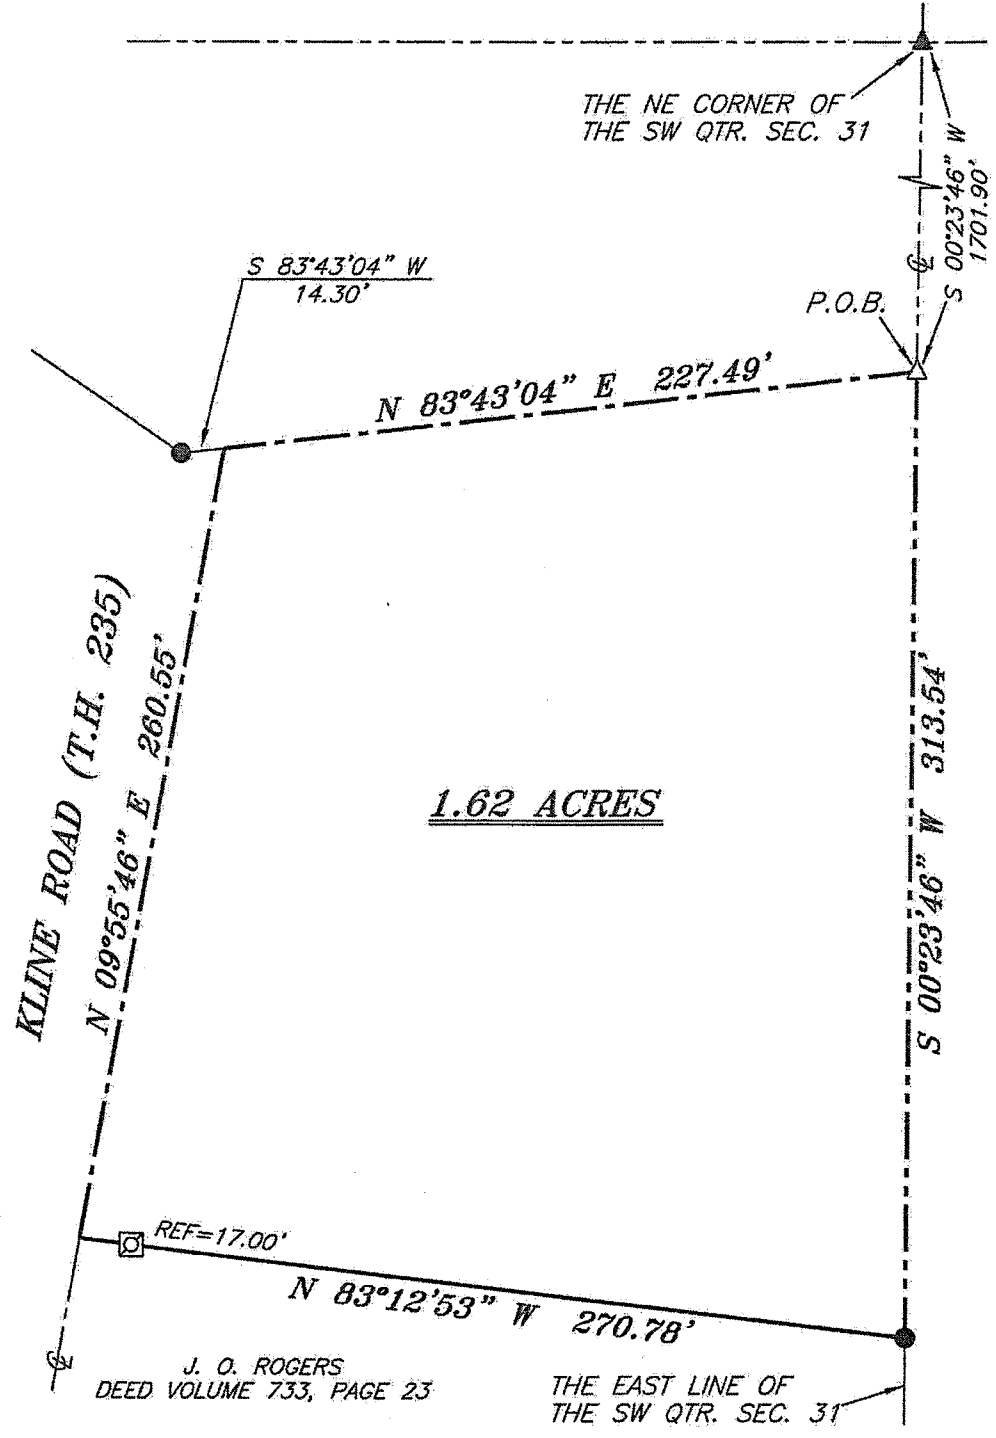 THE NE CORNER OF
THE SW QTR. SEC. 31
S 00°23'46" W
1701.90'
℄
S 83°43'04" W
14.30'
P.O.B.
N 83°43'04" E 227.49'
KLINE ROAD (T.H. 235)
N 09°55'46" E 260.55'
1.62 ACRES
S 00°23'46" W 313.54'
REF=17.00'
N 83°12'53" W 270.78'
℄
J. O. ROGERS
DEED VOLUME 733, PAGE 23
THE EAST LINE OF
THE SW QTR. SEC. 31